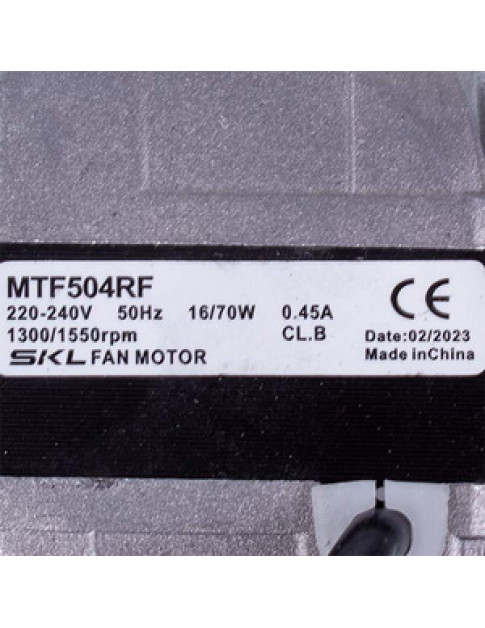 MTF504RF
220-240V 50Hz 16/70W 0.45A
1300/1550rpm CL.B
SKL FAN MOTOR
CE
Date:02/2023
Made inChina